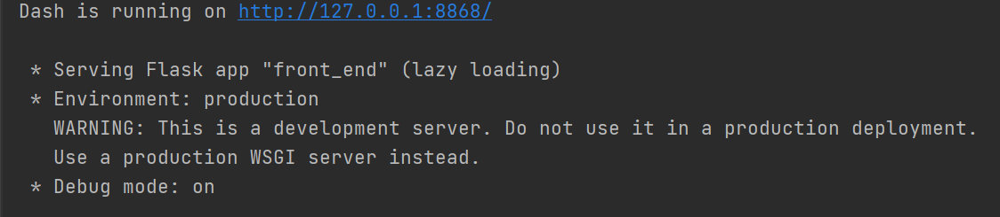 Dash is running on http://127.0.0.1:8868/
* Serving Flask app "front_end" (lazy loading)
* Environment: production
WARNING: This is a development server. Do not use it in a production deployment.
Use a production WSGI server instead.
* Debug mode: on